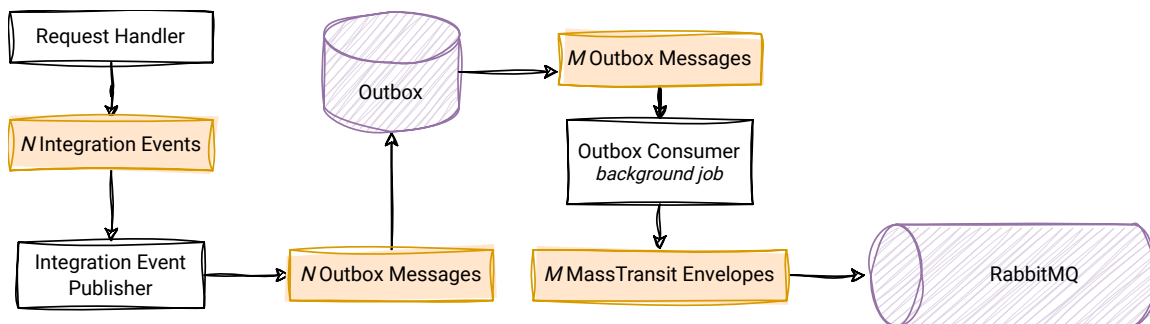 Request Handler
N Integration Events
Integration Event
Publisher
N Outbox Messages
Outbox
M Outbox Messages
Outbox Consumer
background job
M MassTransit Envelopes
RabbitMQ